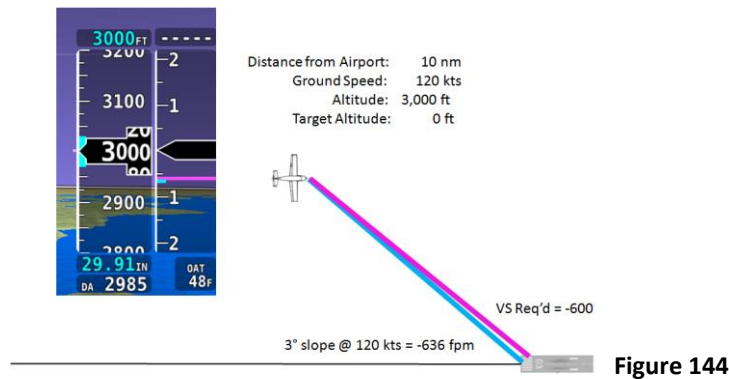 3000FT -----
3200 2
3100 1
20
3000
80
2900 1
2800 2
29.91IN
DA 2985
OAT
48F
Distance from Airport: 10 nm
Ground Speed: 120 kts
Altitude: 3,000 ft
Target Altitude: 0 ft
VS Req'd = -600
3° slope @ 120 kts = -636 fpm
Figure 144